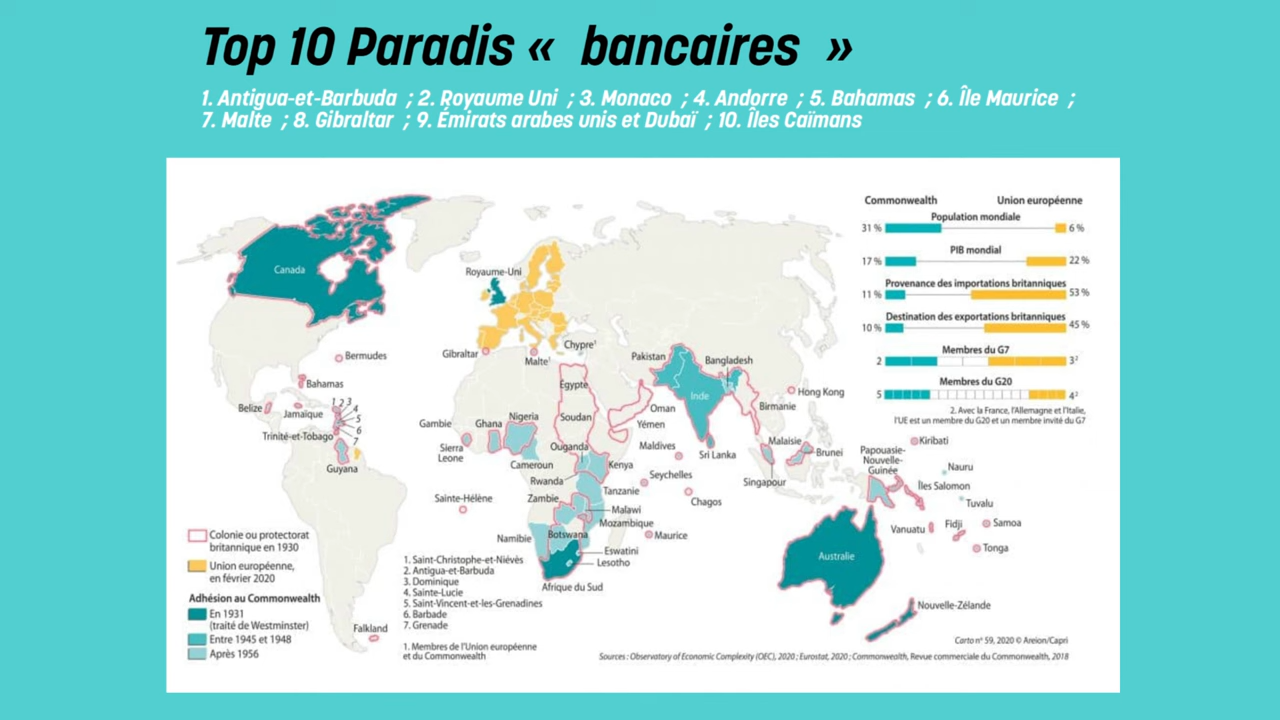 Top 10 Paradis «  bancaires  »
1. Antigua-et-Barbuda  ; 2. Royaume Uni  ; 3. Monaco  ; 4. Andorre  ; 5. Bahamas  ; 6. Île Maurice  ;
7. Malte  ; 8. Gibraltar  ; 9. Émirats arabes unis et Dubaï  ; 10. Îles Caïmans
Commonwealth
Union européenne
Population mondiale
31 %
6 %
PIB mondial
17 %
22 %
Provenance des importations britanniques
11 %
53 %
Destination des exportations britanniques
10 %
45 %
Membres du G7
2
3²
Membres du G20
5
4²
2. Avec la France, l'Allemagne et l'Italie,
l'UE est un membre du G20 et un membre invité du G7
Canada
Royaume-Uni
Bermudes
Gibraltar
Malte¹
Chypre¹
Pakistan
Bangladesh
Bahamas
Égypte
Inde
Hong Kong
Belize
Jamaïque
1 2 3
4
5
6
7
Trinité-et-Tobago
Guyana
Gambie
Ghana
Nigeria
Soudan
Oman
Yémen
Birmanie
Sierra
Leone
Cameroun
Ouganda
Kenya
Rwanda
Maldives
Sri Lanka
Malaisie
Brunei
Singapour
Papouasie-
Nouvelle-
Guinée
Kiribati
Nauru
Îles Salomon
Tuvalu
Seychelles
Chagos
Sainte-Hélène
Zambie
Tanzanie
Malawi
Mozambique
Maurice
Namibie
Botswana
Eswatini
Lesotho
Afrique du Sud
Vanuatu
Fidji
Samoa
Tonga
Australie
Nouvelle-Zélande
Falkland
Colonie ou protectorat
britannique en 1930
Union européenne,
en février 2020
Adhésion au Commonwealth
En 1931
(traité de Westminster)
Entre 1945 et 1948
Après 1956
1. Saint-Christophe-et-Niévès
2. Antigua-et-Barbuda
3. Dominique
4. Sainte-Lucie
5. Saint-Vincent-et-les-Grenadines
6. Barbade
7. Grenade
1. Membres de l'Union européenne
et du Commonwealth
Carto n° 59, 2020 © Areion/Capri
Sources : Observatory of Economic Complexity (OEC), 2020 ; Eurostat, 2020 ; Commonwealth, Revue commerciale du Commonwealth, 2018